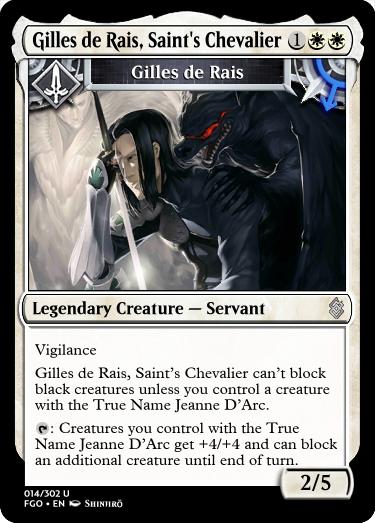 Gilles de Rais, Saint's Chevalier 1
Gilles de Rais
Legendary Creature — Servant
Vigilance
Gilles de Rais, Saint's Chevalier can't block
black creatures unless you control a creature
with the True Name Jeanne D'Arc.
: Creatures you control with the True
Name Jeanne D'Arc get +4/+4 and can block
an additional creature until end of turn.
2/5
014/302 U
FGO • EN Shinjirō